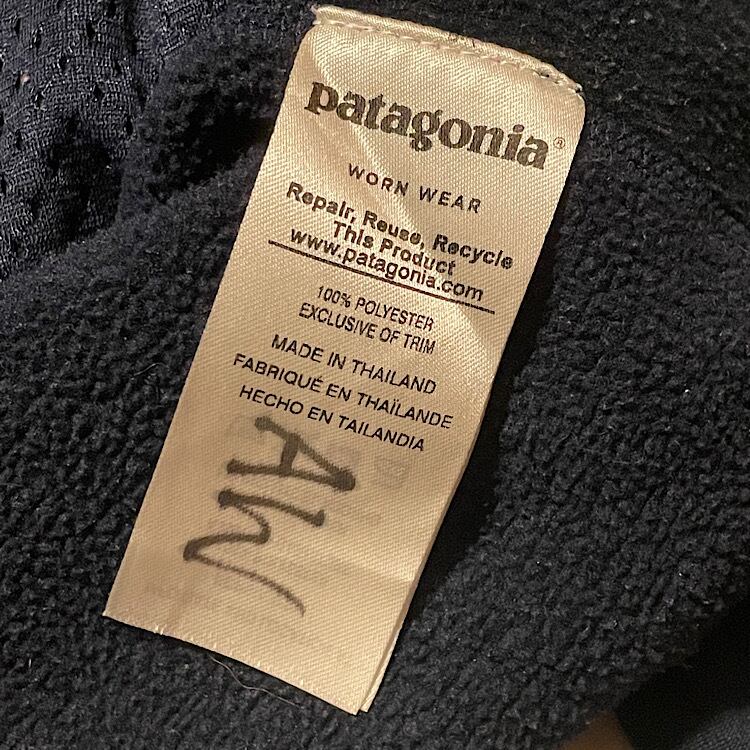 patagonia®
WORN WEAR
Repair, Reuse, Recycle
This Product
www.patagonia.com
100% POLYESTER
EXCLUSIVE OF TRIM
MADE IN THAILAND
FABRIQUÉ EN THAÏLANDE
HECHO EN TAILANDIA
AW